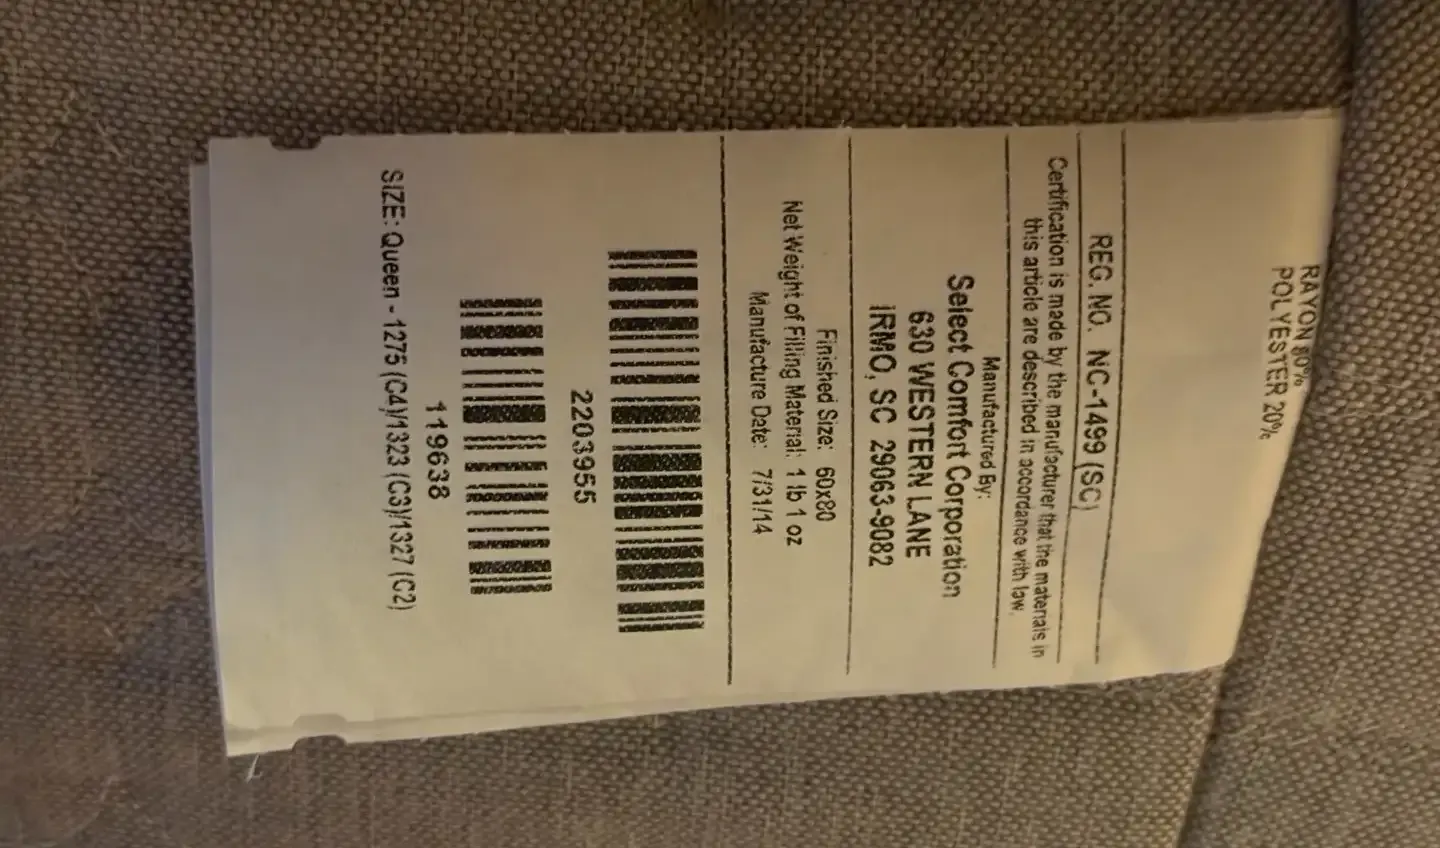 RAYON 80%
POLYESTER 20%
REG. NO. NC-1499 (SC)
Certification is made by the manufacturer that the materials in
this article are described in accordance with law.
Manufactured By:
Select Comfort Corporation
630 WESTERN LANE
IRMO, SC 29063-9082
Finished Size: 60x80
Net Weight of Filling Material: 1 lb 1 oz
Manufacture Date: 7/31/14
2203955
119638
SIZE: Queen - 1275 (C4)/1323 (C3)/1327 (C2)